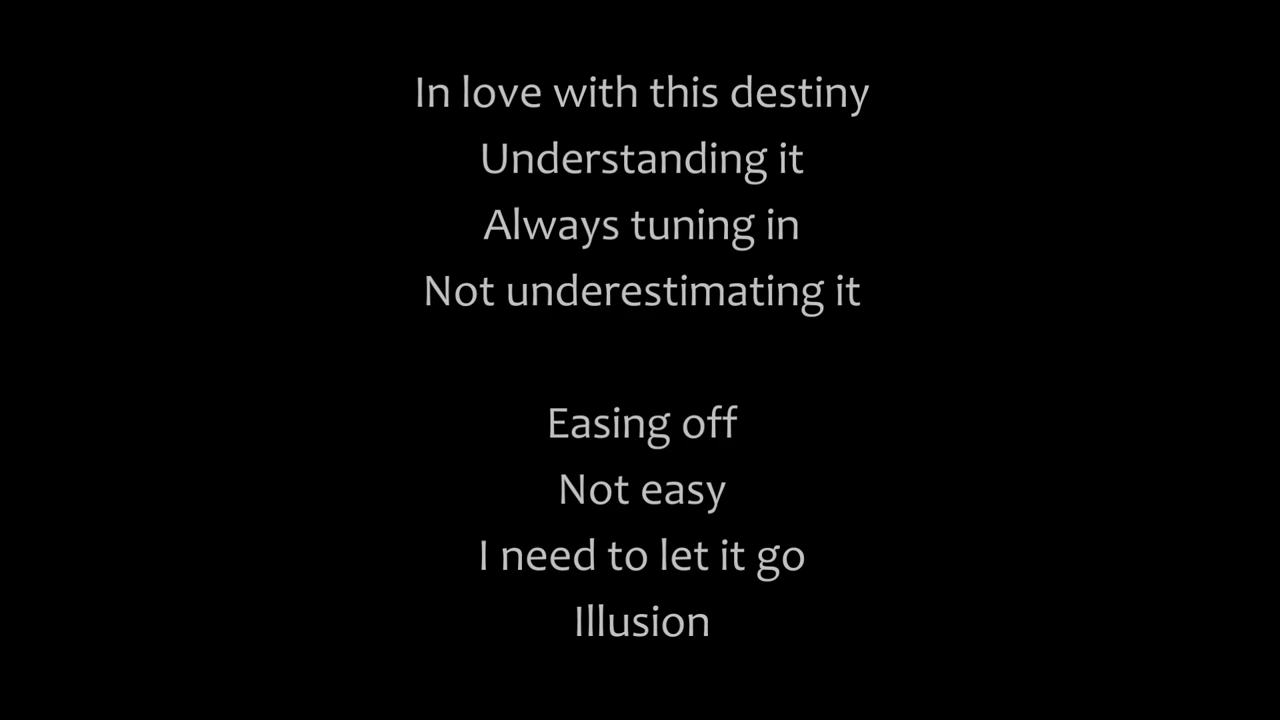 In love with this destiny
Understanding it
Always tuning in
Not underestimating it
Easing off
Not easy
I need to let it go
Illusion